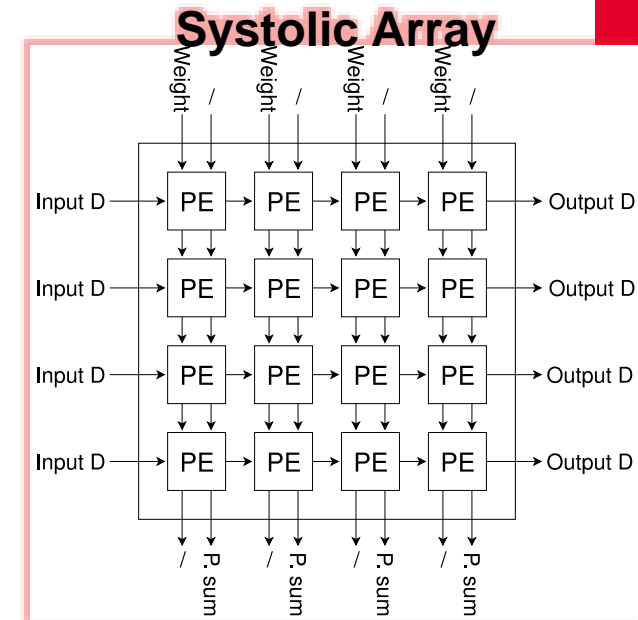 Systolic Array
Weight / Weight / Weight / Weight /
Input D PE PE PE PE Output D
Input D PE PE PE PE Output D
Input D PE PE PE PE Output D
Input D PE PE PE PE Output D
/ P. sum / P. sum / P. sum / P. sum